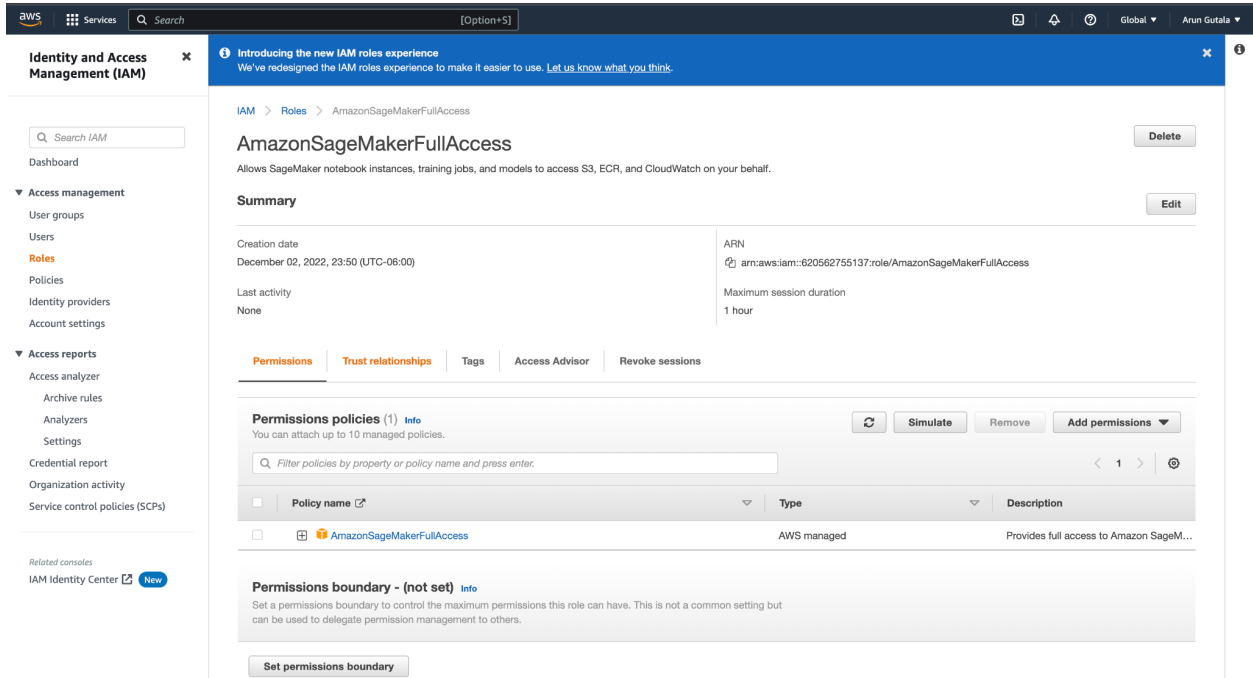 aws
Services
Search
[Option+S]
Global
Arun Gutala
Identity and Access
Management (IAM)
Search IAM
Dashboard
Access management
User groups
Users
Roles
Policies
Identity providers
Account settings
Access reports
Access analyzer
Archive rules
Analyzers
Settings
Credential report
Organization activity
Service control policies (SCPs)
Related consoles
IAM Identity Center
New
Introducing the new IAM roles experience
We've redesigned the IAM roles experience to make it easier to use. Let us know what you think.
IAM > Roles > AmazonSageMakerFullAccess
AmazonSageMakerFullAccess
Delete
Allows SageMaker notebook instances, training jobs, and models to access S3, ECR, and CloudWatch on your behalf.
Summary
Edit
Creation date
December 02, 2022, 23:50 (UTC-06:00)
ARN
arn:aws:iam::620562755137:role/AmazonSageMakerFullAccess
Last activity
None
Maximum session duration
1 hour
Permissions
Trust relationships
Tags
Access Advisor
Revoke sessions
Permissions policies (1) Info
You can attach up to 10 managed policies.
Simulate
Remove
Add permissions
Filter policies by property or policy name and press enter.
1
Policy name
Type
Description
AmazonSageMakerFullAccess
AWS managed
Provides full access to Amazon SageM...
Permissions boundary - (not set) Info
Set a permissions boundary to control the maximum permissions this role can have. This is not a common setting but
can be used to delegate permission management to others.
Set permissions boundary